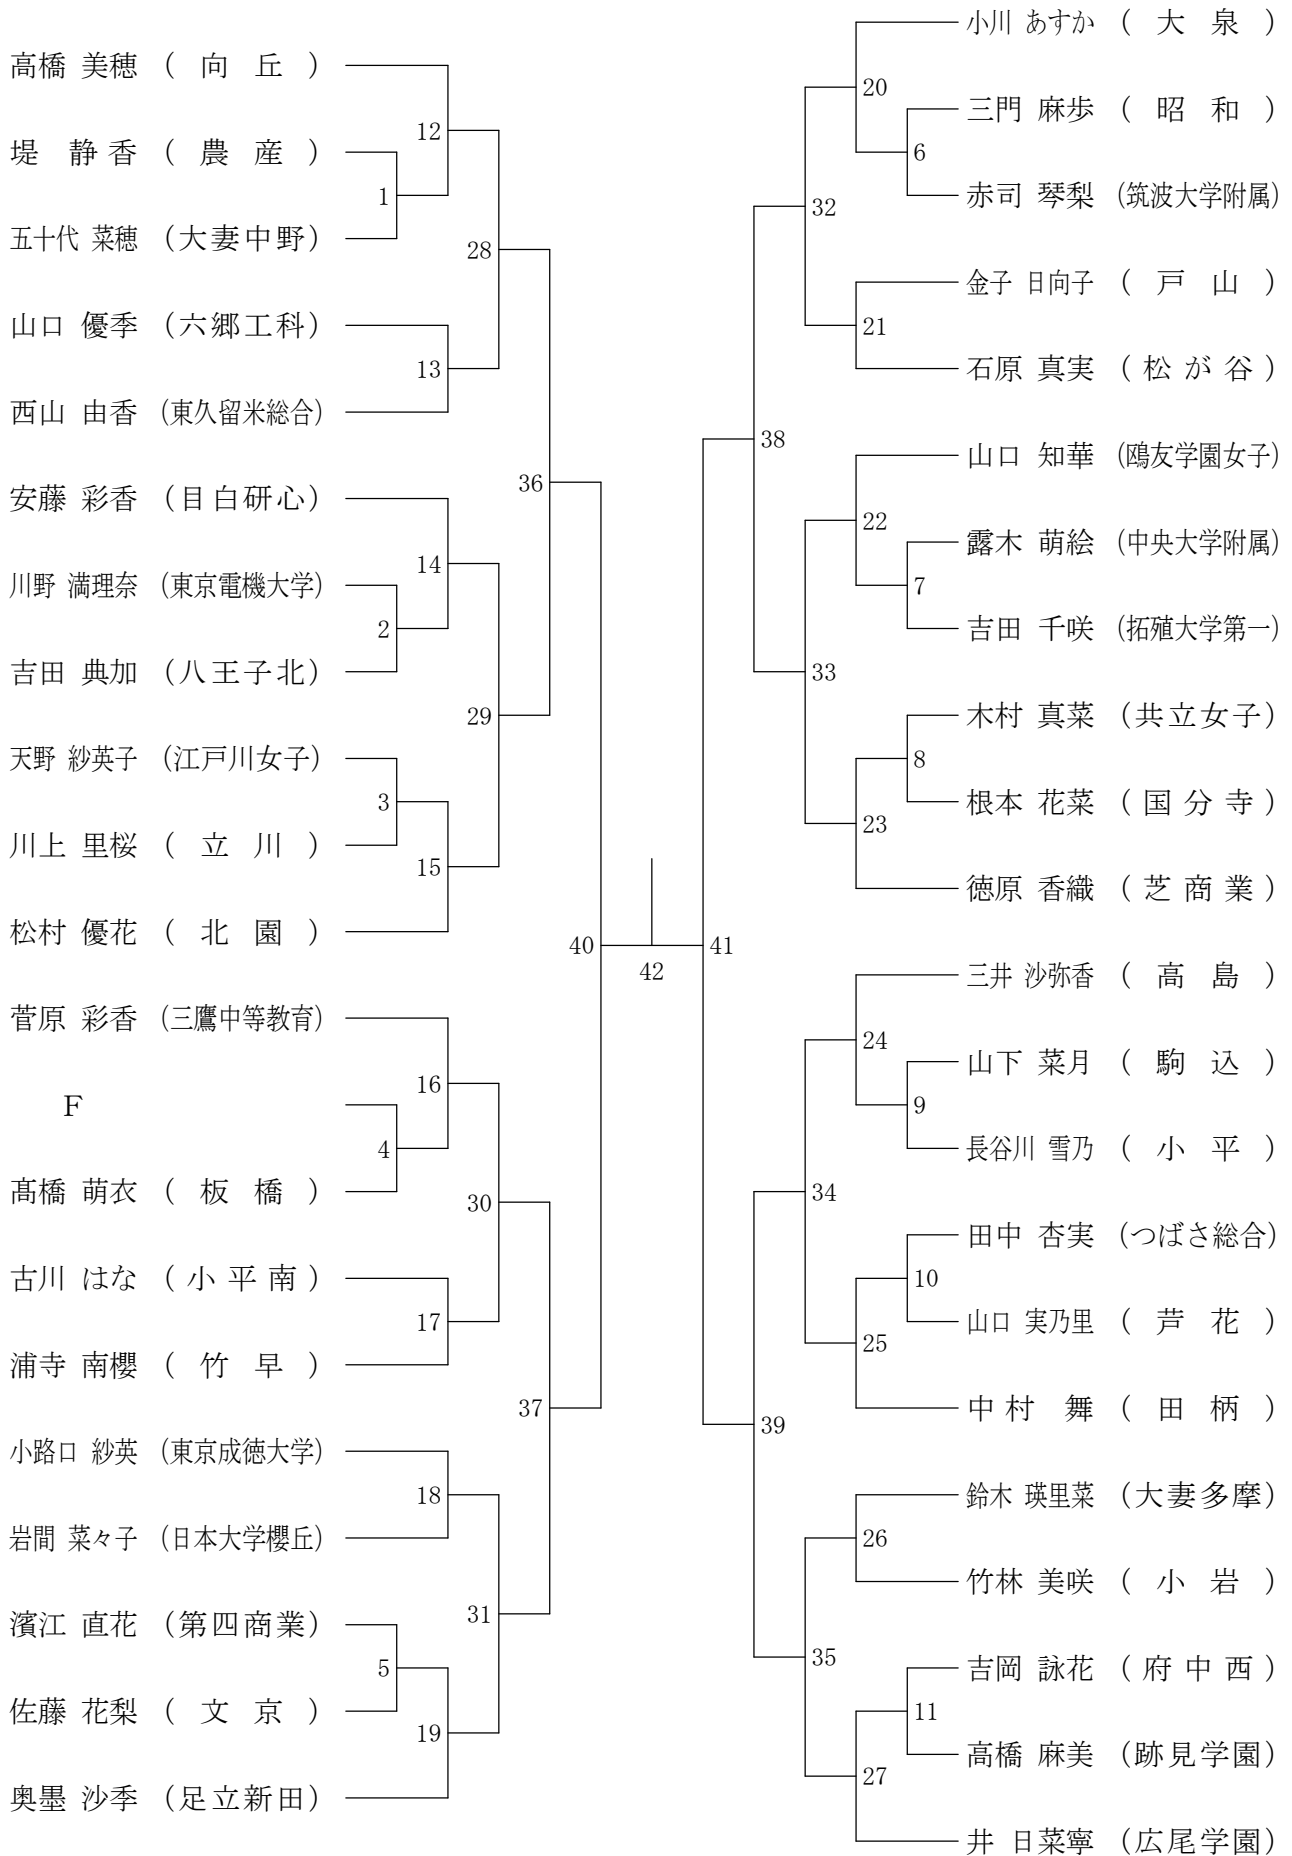 高橋 美穂 ( 向 丘 )
12
堤 静香 ( 農 産 )
1
五十代 菜穂 (大妻中野)
28
山口 優季 (六郷工科)
13
西山 由香 (東久留米総合)
36
安藤 彩香 (目白研心)
14
川野 満理奈 (東京電機大学)
2
吉田 典加 (八王子北)
29
天野 紗英子 (江戸川女子)
3
川上 里桜 ( 立 川 )
15
松村 優花 ( 北 園 )
40
菅原 彩香 (三鷹中等教育)
16
F
4
髙橋 萌衣 ( 板 橋 )
30
古川 はな ( 小 平 南 )
17
浦寺 南櫻 ( 竹 早 )
37
小路口 紗英 (東京成徳大学)
18
岩間 菜々子 (日本大学櫻丘)
31
濱江 直花 (第四商業)
5
佐藤 花梨 ( 文 京 )
19
奥墨 沙季 (足立新田)
42
小川 あすか ( 大 泉 )
20
三門 麻歩 ( 昭 和 )
6
赤司 琴梨 (筑波大学附属)
32
金子 日向子 ( 戸 山 )
21
石原 真実 ( 松 が 谷 )
38
山口 知華 (鴎友学園女子)
22
露木 萌絵 (中央大学附属)
7
吉田 千咲 (拓殖大学第一)
33
木村 真菜 (共立女子)
8
根本 花菜 ( 国 分 寺 )
23
徳原 香織 ( 芝 商 業 )
41
三井 沙弥香 ( 高 島 )
24
山下 菜月 ( 駒 込 )
9
長谷川 雪乃 ( 小 平 )
34
田中 杏実 (つばさ総合)
10
山口 実乃里 ( 芦 花 )
25
中村 舞 ( 田 柄 )
39
鈴木 瑛里菜 (大妻多摩)
26
竹林 美咲 ( 小 岩 )
35
吉岡 詠花 ( 府 中 西 )
11
高橋 麻美 (跡見学園)
27
井 日菜寧 (広尾学園)